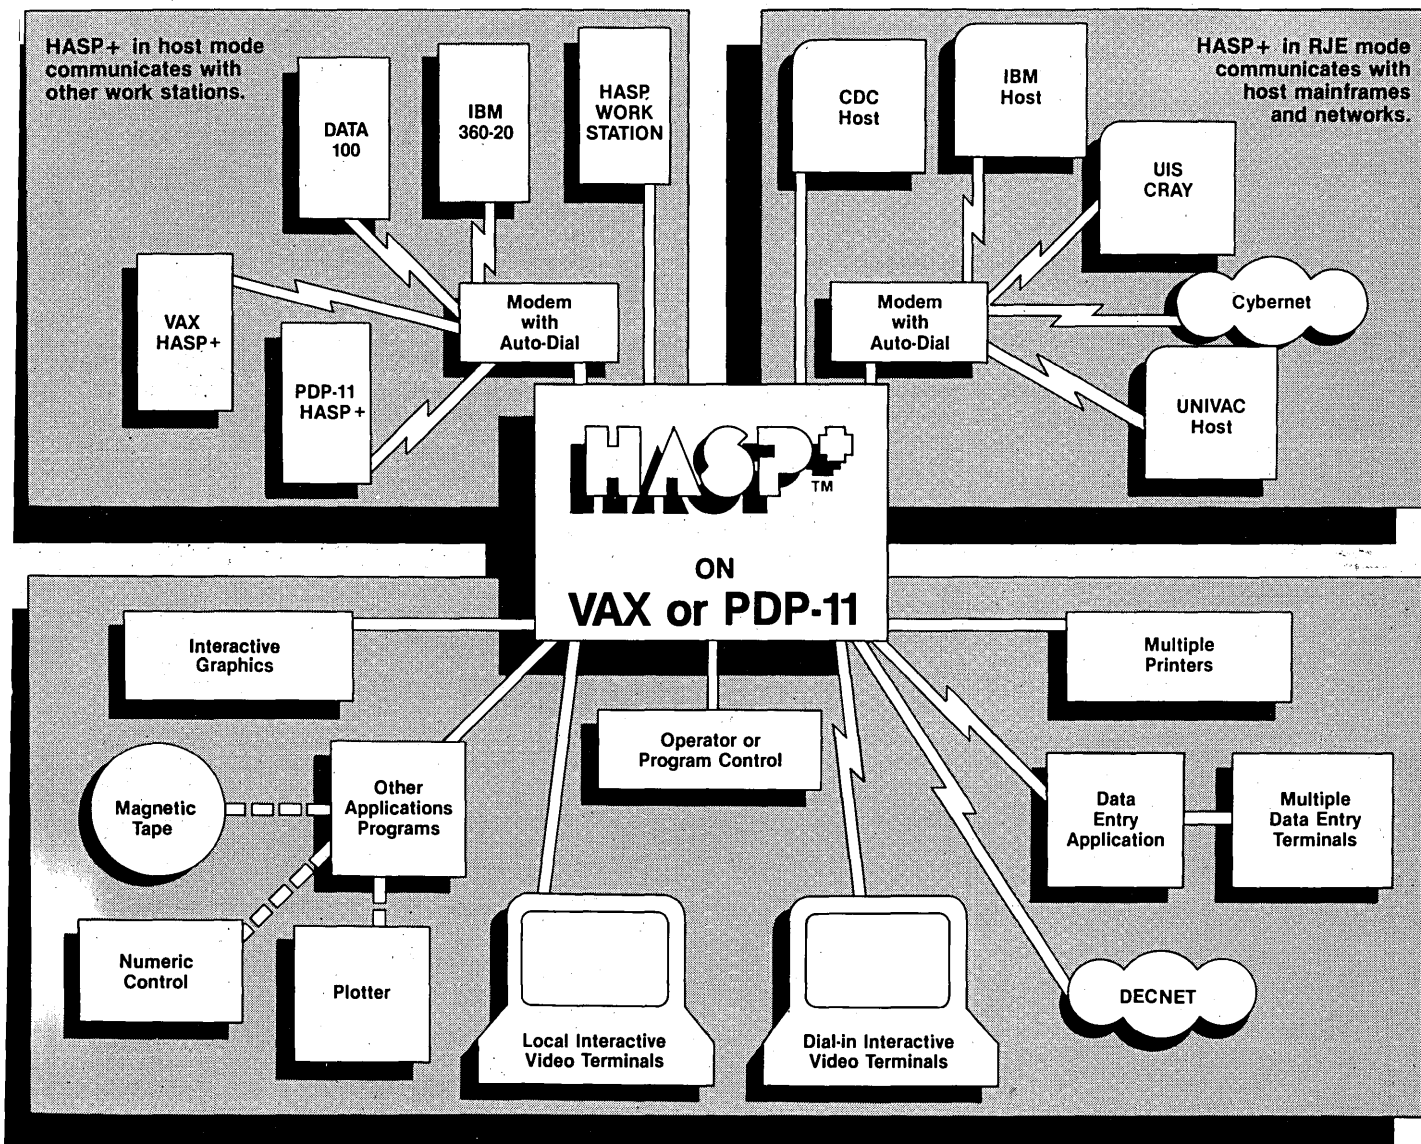 HASP+ in host mode
communicates with
other work stations.
DATA
100
IBM
360-20
HASP
WORK
STATION
VAX
HASP+
PDP-11
HASP+
Modem
with
Auto-Dial
HASP+ in RJE mode
communicates with
host mainframes
and networks.
CDC
Host
IBM
Host
UIS
CRAY
Cybernet
UNIVAC
Host
Modem
with
Auto-Dial
HASP+
TM
ON
VAX or PDP-11
Interactive
Graphics
Magnetic
Tape
Other
Applications
Programs
Numeric
Control
Plotter
Operator or
Program Control
Local Interactive
Video Terminals
Dial-in Interactive
Video Terminals
Multiple
Printers
Data
Entry
Application
Multiple
Data Entry
Terminals
DECNET